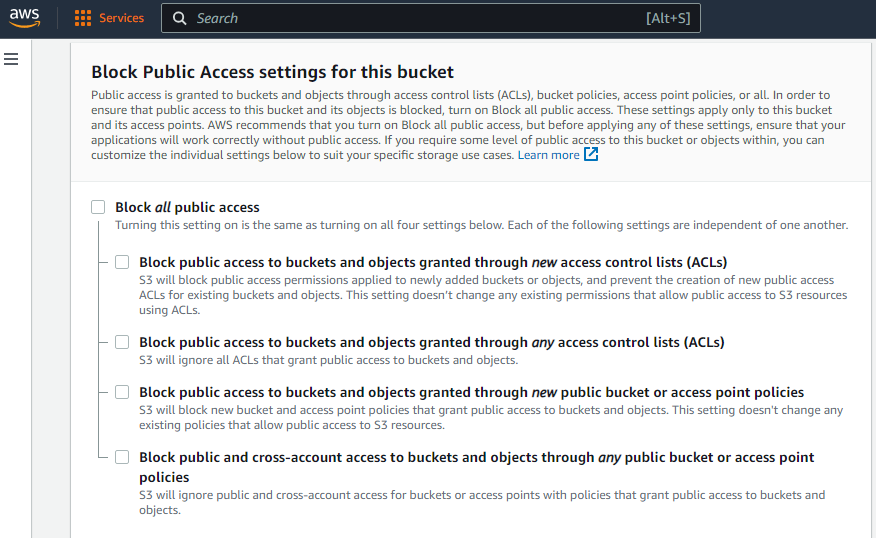 aws
Services
Search
[Alt+S]
Block Public Access settings for this bucket
Public access is granted to buckets and objects through access control lists (ACLs), bucket policies, access point policies, or all. In order to
ensure that public access to this bucket and its objects is blocked, turn on Block all public access. These settings apply only to this bucket
and its access points. AWS recommends that you turn on Block all public access, but before applying any of these settings, ensure that your
applications will work correctly without public access. If you require some level of public access to this bucket or objects within, you can
customize the individual settings below to suit your specific storage use cases. Learn more
Block all public access
Turning this setting on is the same as turning on all four settings below. Each of the following settings are independent of one another.
Block public access to buckets and objects granted through new access control lists (ACLs)
S3 will block public access permissions applied to newly added buckets or objects, and prevent the creation of new public access
ACLs for existing buckets and objects. This setting doesn't change any existing permissions that allow public access to S3 resources
using ACLs.
Block public access to buckets and objects granted through any access control lists (ACLs)
S3 will ignore all ACLs that grant public access to buckets and objects.
Block public access to buckets and objects granted through new public bucket or access point policies
S3 will block new bucket and access point policies that grant public access to buckets and objects. This setting doesn't change any
existing policies that allow public access to S3 resources.
Block public and cross-account access to buckets and objects through any public bucket or access point
policies
S3 will ignore public and cross-account access for buckets or access points with policies that grant public access to buckets and
objects.